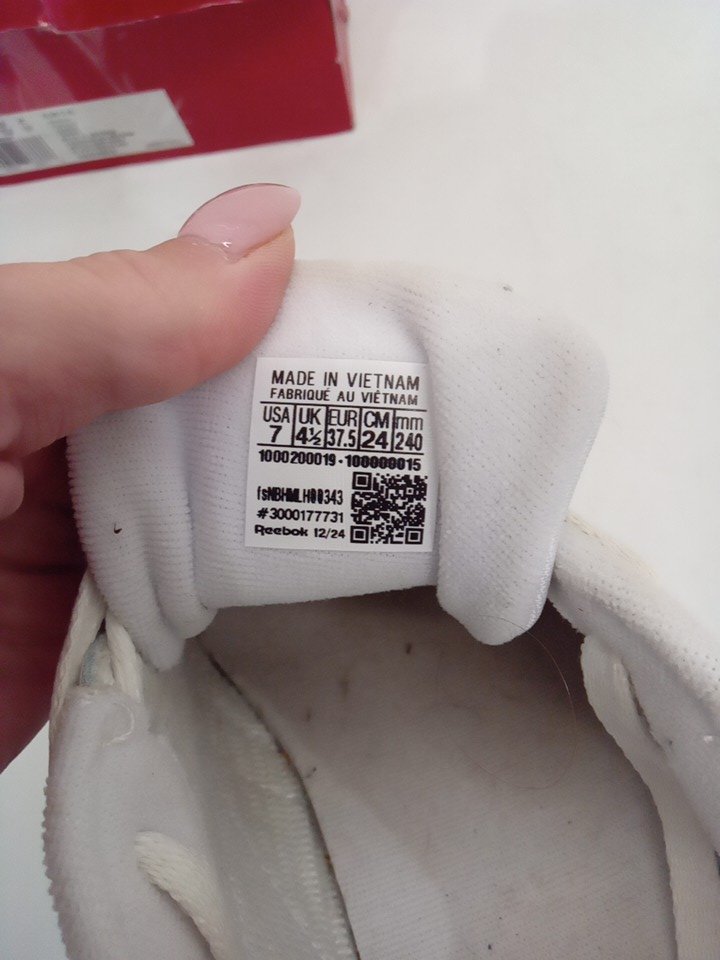 MADE IN VIETNAM
FABRIQUÉ AU VIÊTNAM
USA UK EUR CM mm
7 4½ 37.5 24 240
1000200019-100000015
fsNBHMLH00343
#3000177731
Reebok 12/24